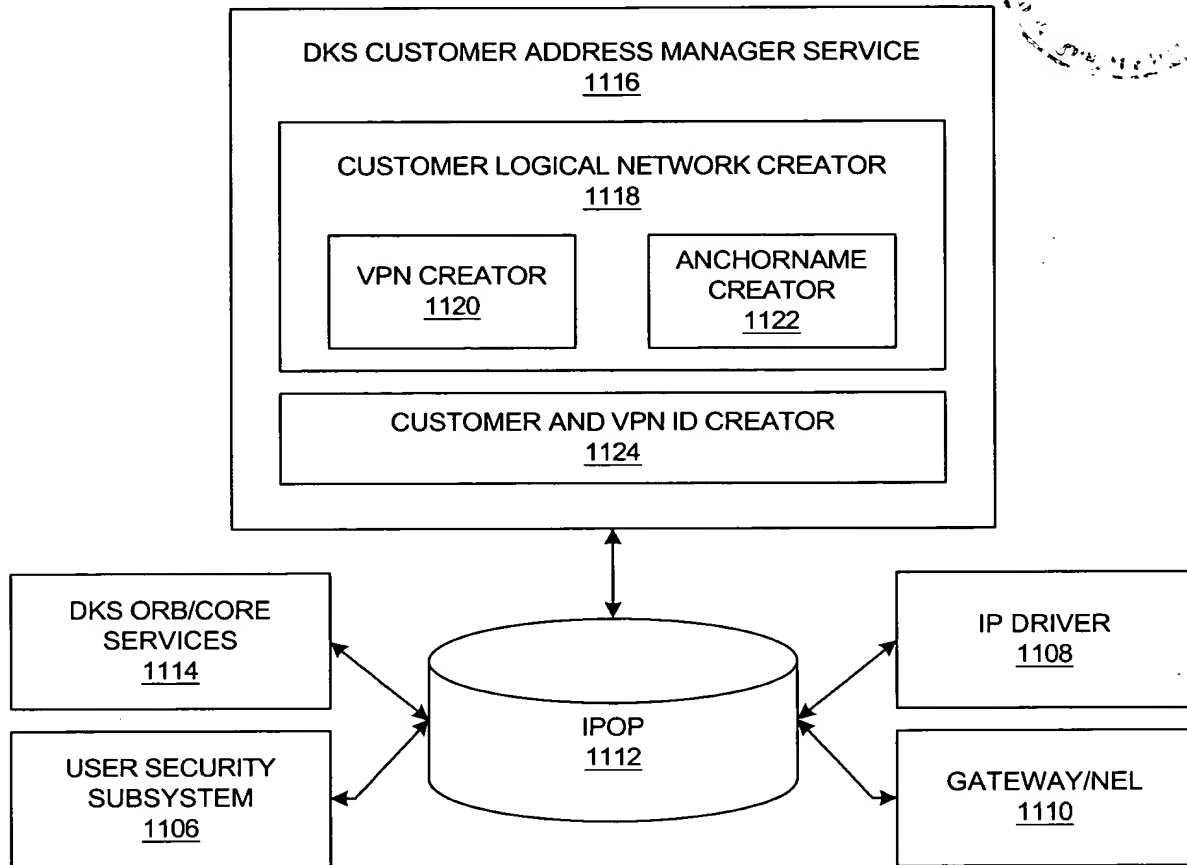 DKS CUSTOMER ADDRESS MANAGER SERVICE
1116
CUSTOMER LOGICAL NETWORK CREATOR
1118
VPN CREATOR
1120
ANCHORNAME
CREATOR
1122
CUSTOMER AND VPN ID CREATOR
1124
DKS ORB/CORE
SERVICES
1114
USER SECURITY
SUBSYSTEM
1106
IPOP
1112
IP DRIVER
1108
GATEWAY/NEL
1110